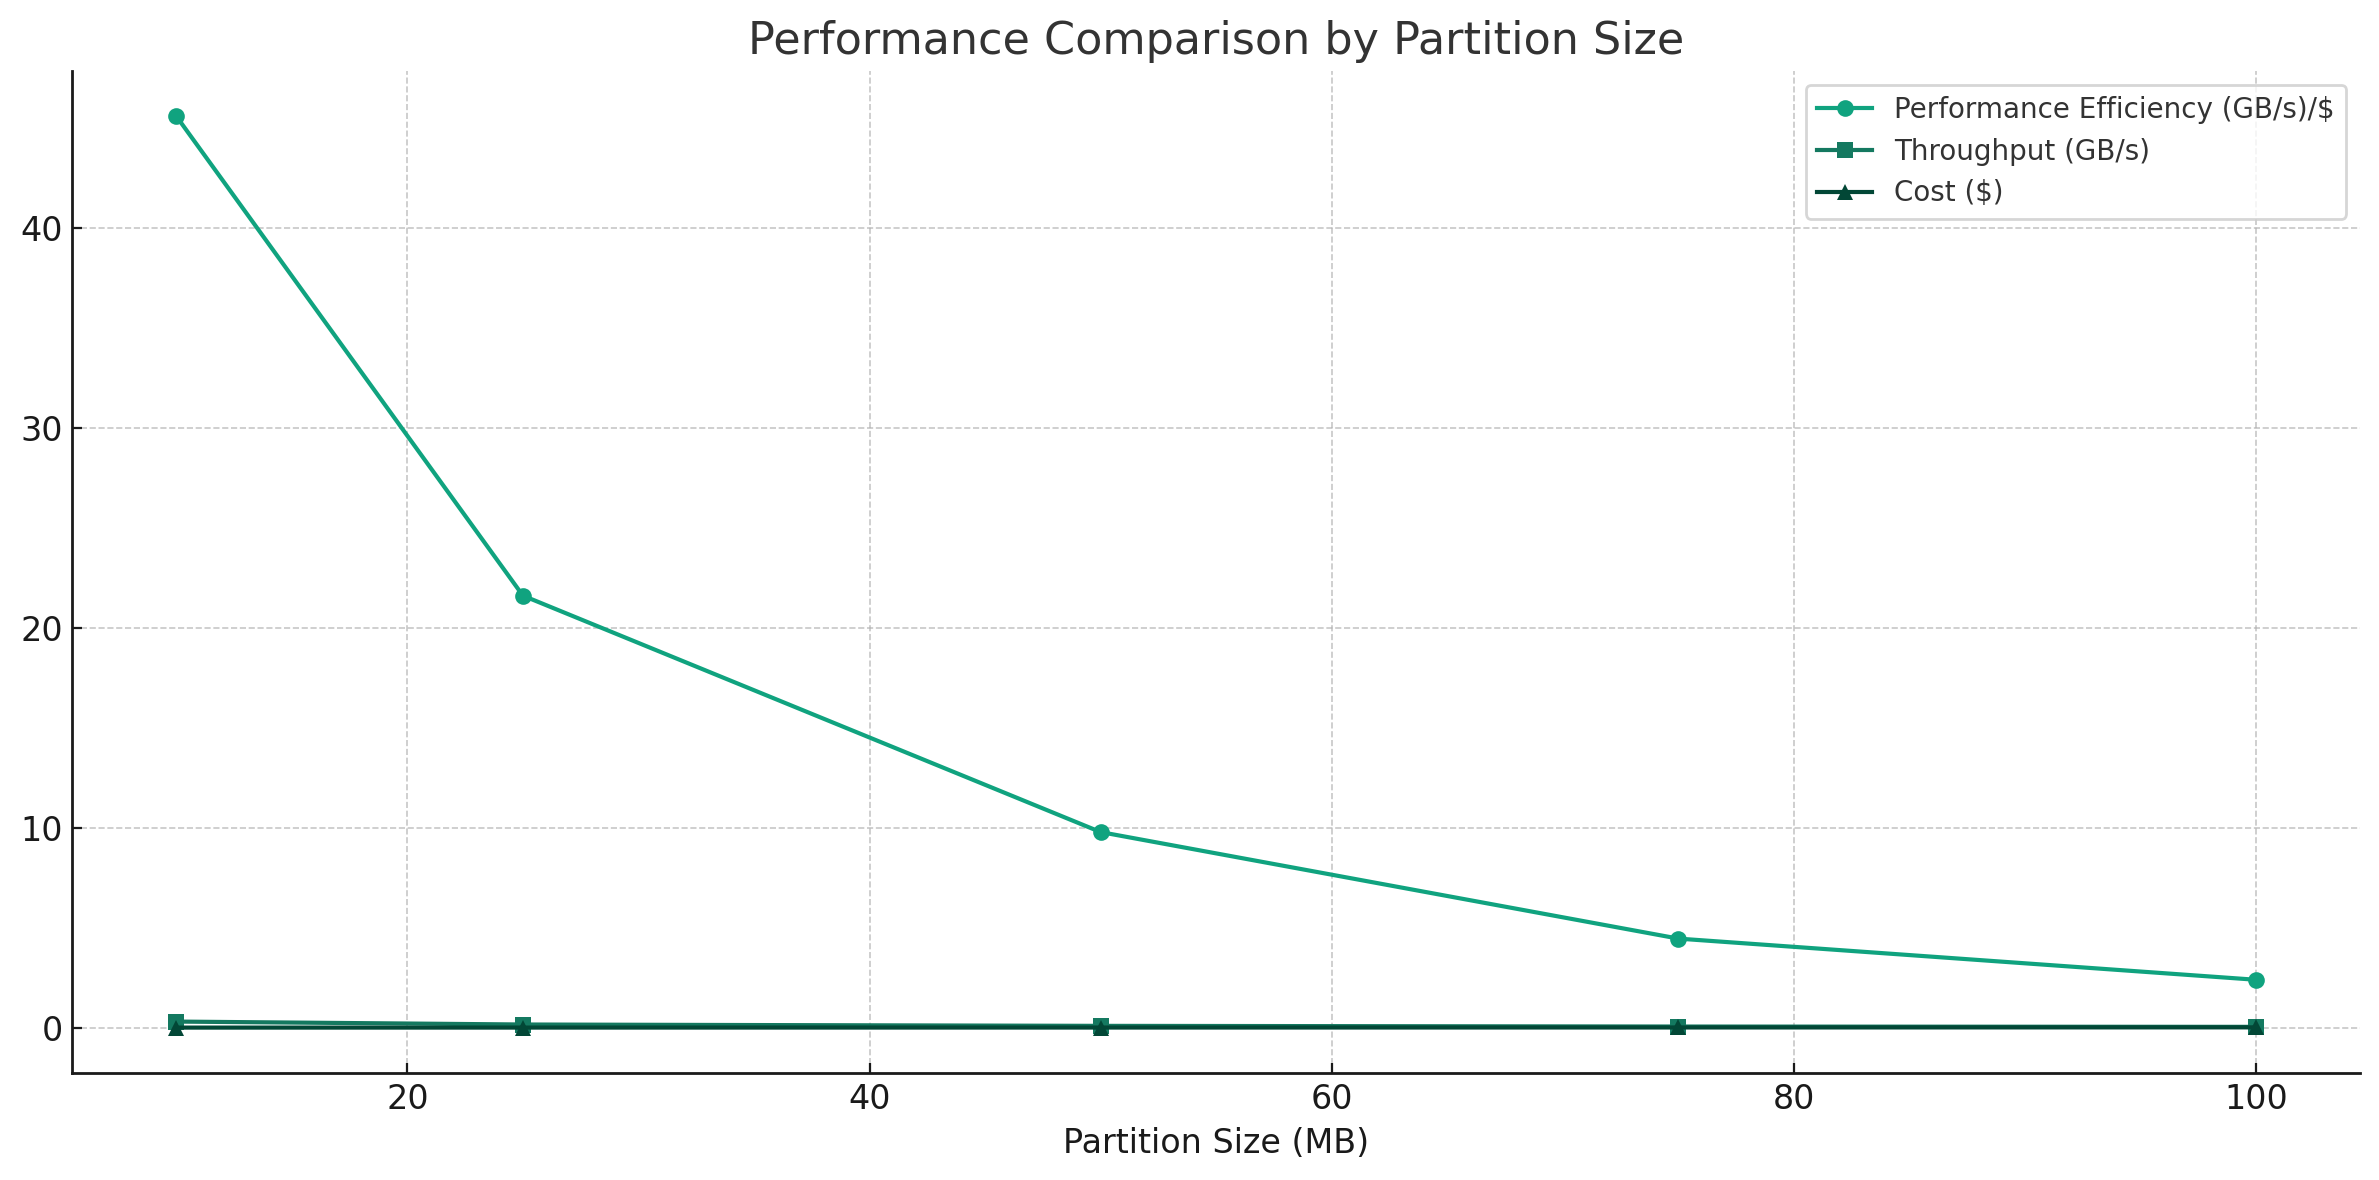 Performance Comparison by Partition Size
Performance Efficiency (GB/s)/$
Throughput (GB/s)
Cost ($)
40
30
20
10
0
20 40 60 80 100
Partition Size (MB)